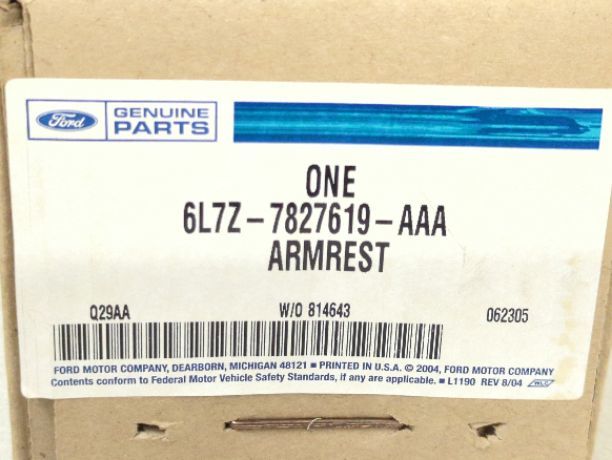 Ford GENUINE PARTS
ONE
6L7Z-7827619-AAA
ARMREST
Q29AA W/O 814643 062305
FORD MOTOR COMPANY, DEARBORN, MICHIGAN 48121 ■ PRINTED IN U.S.A. © 2004, FORD MOTOR COMPANY
Contents conform to Federal Motor Vehicle Safety Standards, if any are applicable. ■ L1190 REV 8/04 WLC